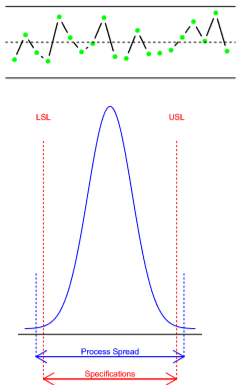 LSL USL
Process Spread
Specifications